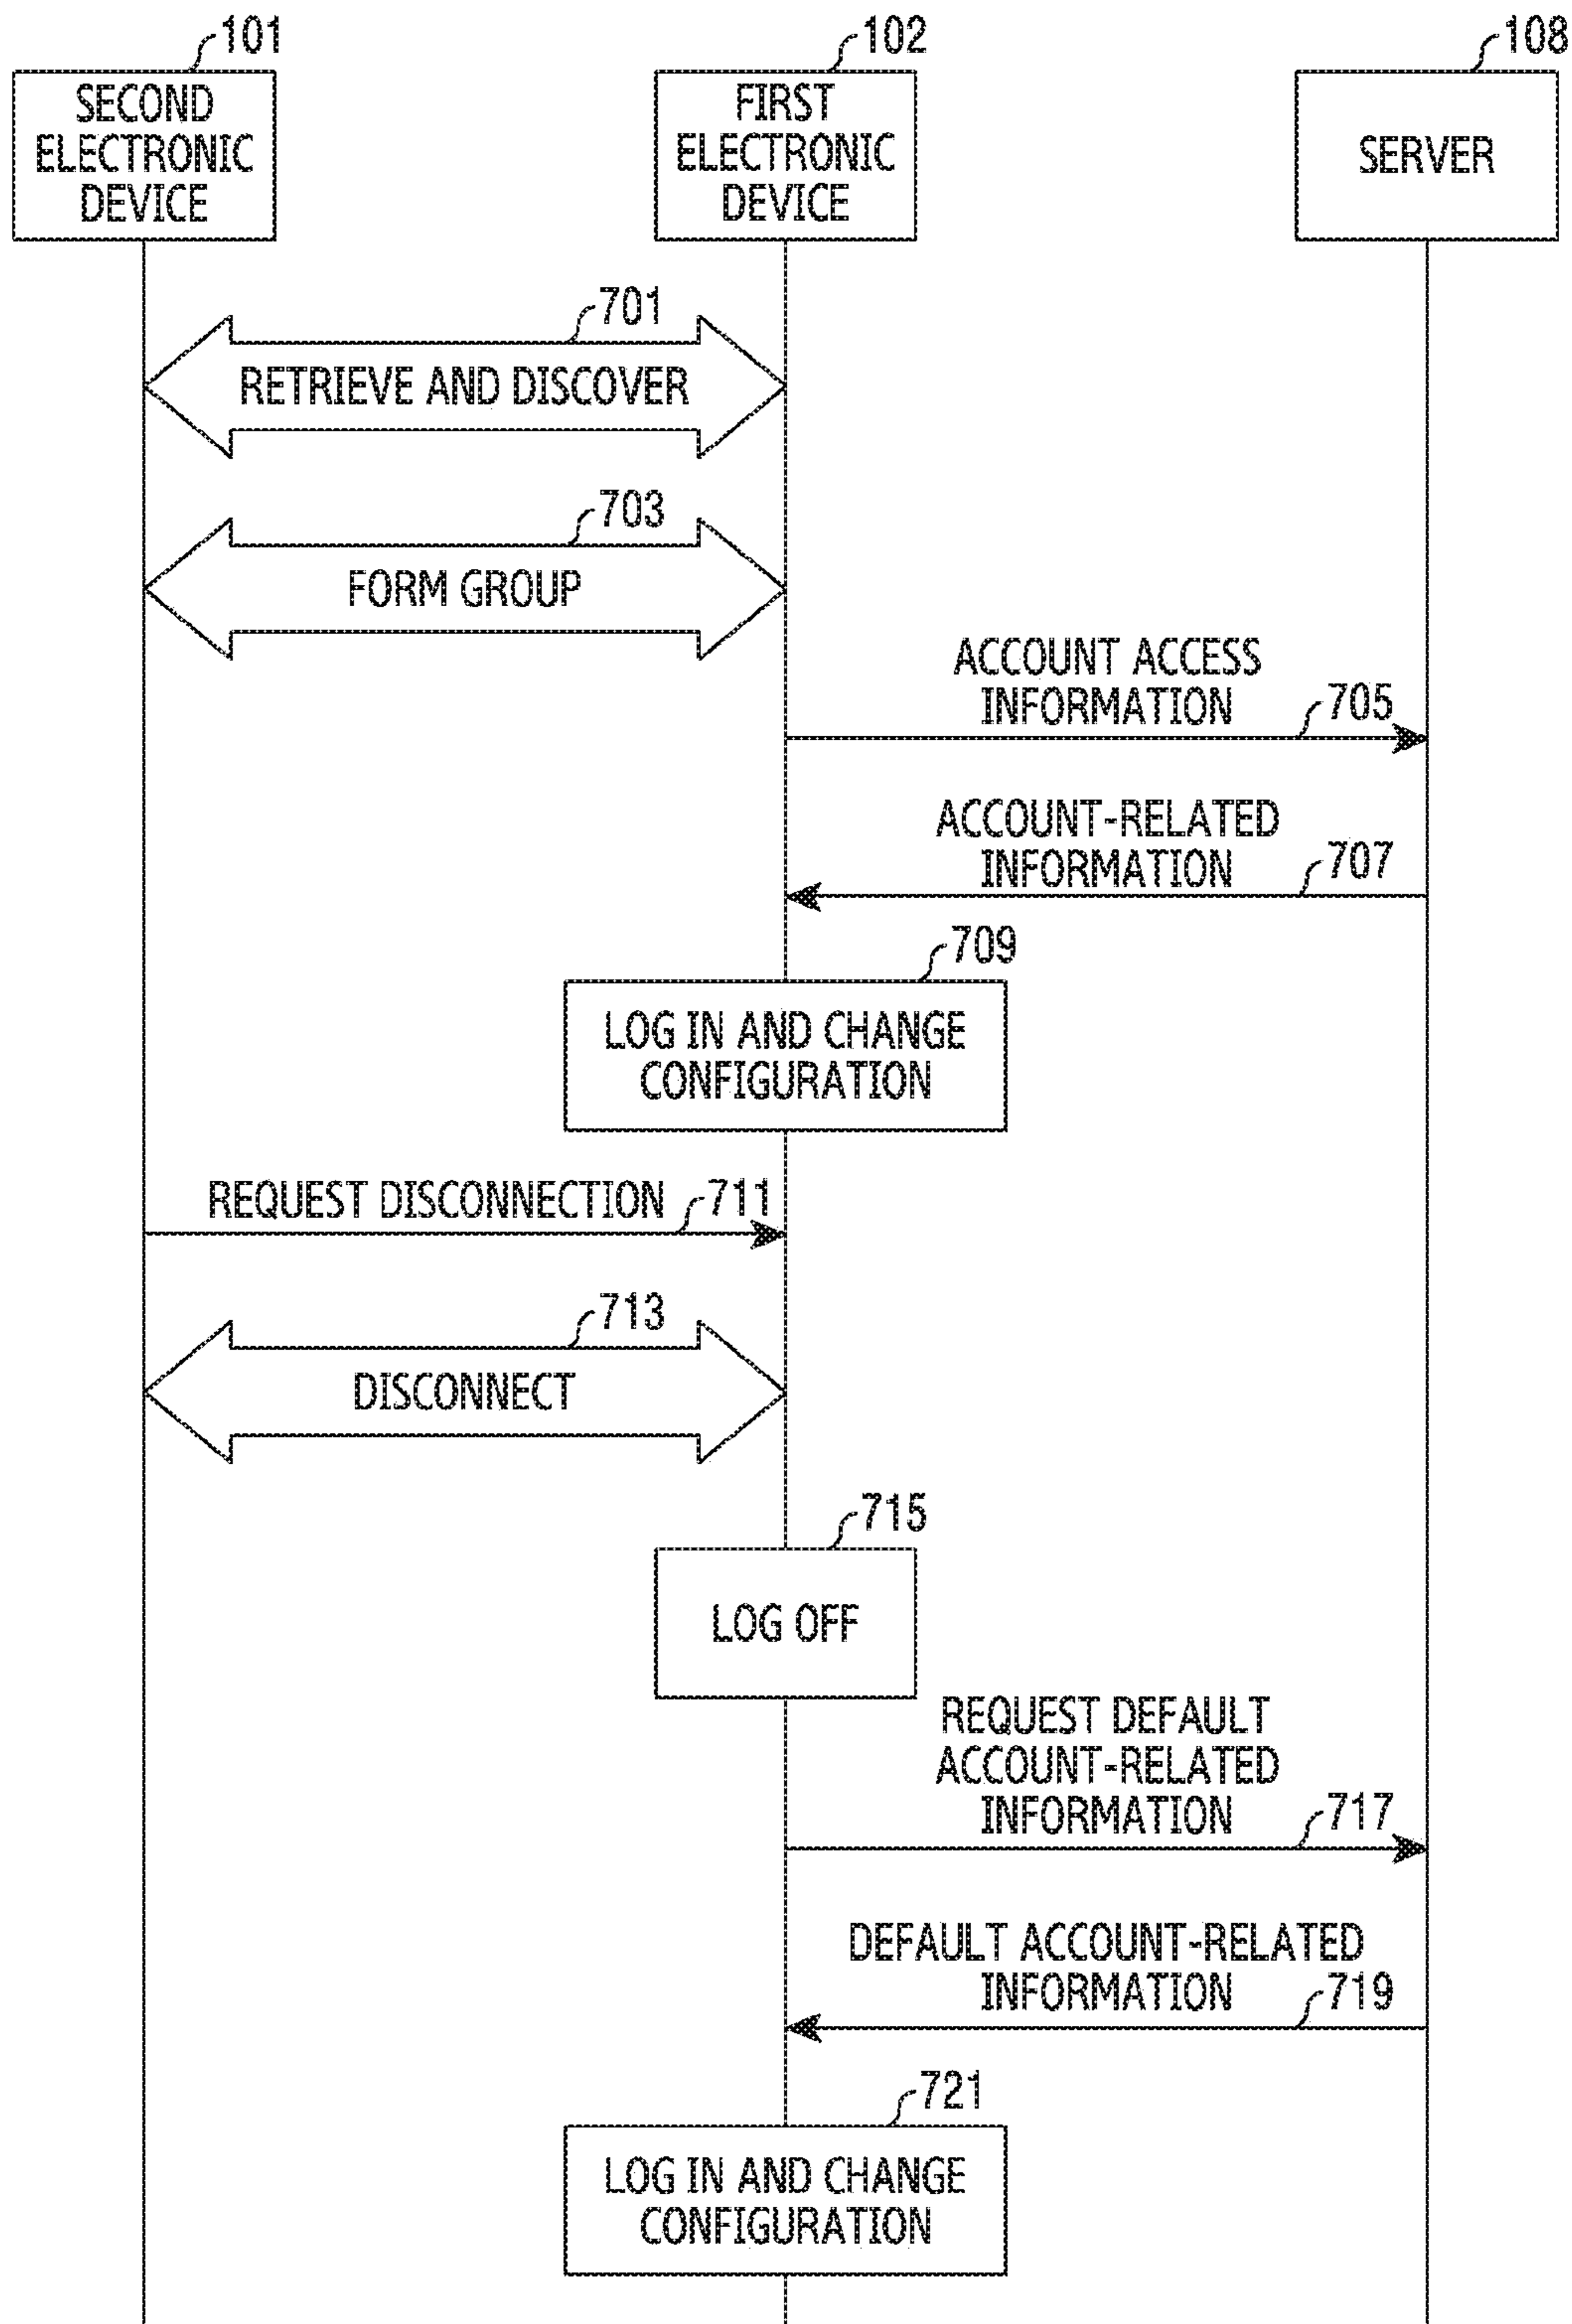 101
102
108
SECOND
ELECTRONIC
DEVICE
FIRST
ELECTRONIC
DEVICE
SERVER
701
RETRIEVE AND DISCOVER
703
FORM GROUP
ACCOUNT ACCESS
INFORMATION
705
ACCOUNT-RELATED
INFORMATION
707
709
LOG IN AND CHANGE
CONFIGURATION
REQUEST DISCONNECTION
711
713
DISCONNECT
715
LOG OFF
REQUEST DEFAULT
ACCOUNT-RELATED
INFORMATION
717
DEFAULT ACCOUNT-RELATED
INFORMATION
719
721
LOG IN AND CHANGE
CONFIGURATION